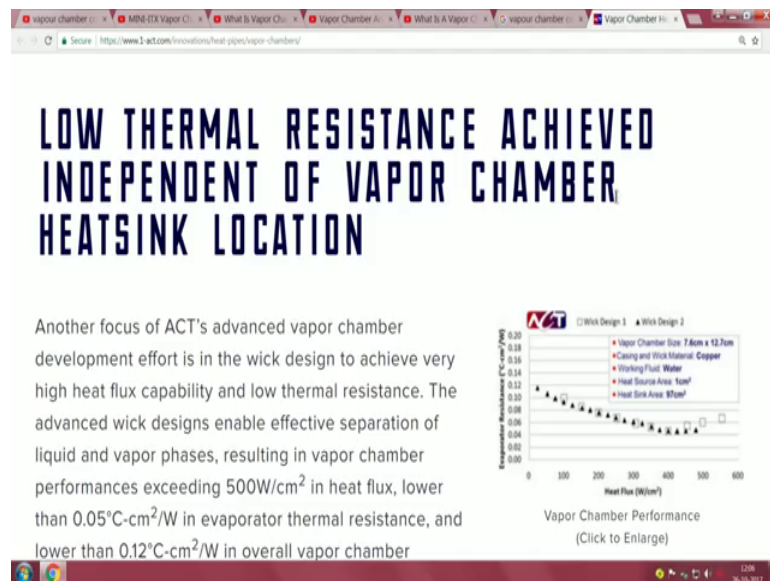 vapour chamber c
MINI-ITX Vapor Ch
What Is Vapor Cha
Vapor Chamber A
What Is A Vapor C
vapour chamber c
Vapor Chamber He
Secure | https://www.1-act.com/innovations/heat-pipes/vapor-chambers/
LOW THERMAL RESISTANCE ACHIEVED
INDEPENDENT OF VAPOR CHAMBER
HEATSINK LOCATION
Another focus of ACT's advanced vapor chamber
development effort is in the wick design to achieve very
high heat flux capability and low thermal resistance. The
advanced wick designs enable effective separation of
liquid and vapor phases, resulting in vapor chamber
performances exceeding 500W/cm² in heat flux, lower
than 0.05°C-cm²/W in evaporator thermal resistance, and
lower than 0.12°C-cm²/W in overall vapor chamber
ACT
Wick Design 1 Wick Design 2
Vapor Chamber Size: 7.6cm x 12.7cm
Casing and Wick Material: Copper
Working Fluid: Water
Heat Source Area: 1cm²
Heat Sink Area: 97cm²
Evaporator Resistance (°C-cm²/W)
0.20
0.18
0.16
0.14
0.12
0.10
0.08
0.06
0.04
0.02
0.00
0 100 200 300 400 500 600
Heat Flux (W/cm²)
Vapor Chamber Performance
(Click to Enlarge)
12:06
26-10-2017